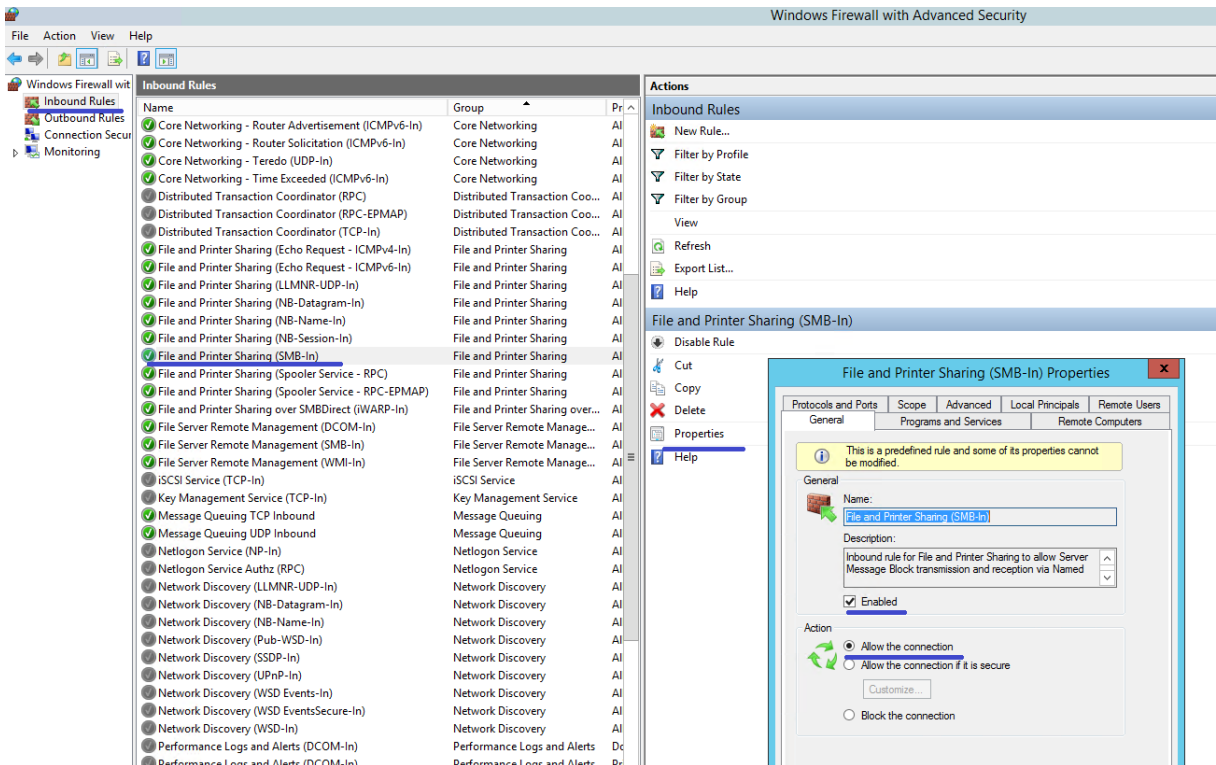 Windows Firewall with Advanced Security
File Action View Help
Windows Firewall wit
Inbound Rules
Outbound Rules
Connection Secur
Monitoring
Inbound Rules
Name Group Pr
Core Networking - Router Advertisement (ICMPv6-In) Core Networking Al
Core Networking - Router Solicitation (ICMPv6-In) Core Networking Al
Core Networking - Teredo (UDP-In) Core Networking Al
Core Networking - Time Exceeded (ICMPv6-In) Core Networking Al
Distributed Transaction Coordinator (RPC) Distributed Transaction Coo... Al
Distributed Transaction Coordinator (RPC-EPMAP) Distributed Transaction Coo... Al
Distributed Transaction Coordinator (TCP-In) Distributed Transaction Coo... Al
File and Printer Sharing (Echo Request - ICMPv4-In) File and Printer Sharing Al
File and Printer Sharing (Echo Request - ICMPv6-In) File and Printer Sharing Al
File and Printer Sharing (LLMNR-UDP-In) File and Printer Sharing Al
File and Printer Sharing (NB-Datagram-In) File and Printer Sharing Al
File and Printer Sharing (NB-Name-In) File and Printer Sharing Al
File and Printer Sharing (NB-Session-In) File and Printer Sharing Al
File and Printer Sharing (SMB-In) File and Printer Sharing Al
File and Printer Sharing (Spooler Service - RPC) File and Printer Sharing Al
File and Printer Sharing (Spooler Service - RPC-EPMAP) File and Printer Sharing Al
File and Printer Sharing over SMBDirect (iWARP-In) File and Printer Sharing over... Al
File Server Remote Management (DCOM-In) File Server Remote Manage... Al
File Server Remote Management (SMB-In) File Server Remote Manage... Al
File Server Remote Management (WMI-In) File Server Remote Manage... Al
iSCSI Service (TCP-In) iSCSI Service Al
Key Management Service (TCP-In) Key Management Service Al
Message Queuing TCP Inbound Message Queuing Al
Message Queuing UDP Inbound Message Queuing Al
Netlogon Service (NP-In) Netlogon Service Al
Netlogon Service Authz (RPC) Netlogon Service Al
Network Discovery (LLMNR-UDP-In) Network Discovery Al
Network Discovery (NB-Datagram-In) Network Discovery Al
Network Discovery (NB-Name-In) Network Discovery Al
Network Discovery (Pub-WSD-In) Network Discovery Al
Network Discovery (SSDP-In) Network Discovery Al
Network Discovery (UPnP-In) Network Discovery Al
Network Discovery (WSD Events-In) Network Discovery Al
Network Discovery (WSD EventsSecure-In) Network Discovery Al
Network Discovery (WSD-In) Network Discovery Al
Performance Logs and Alerts (DCOM-In) Performance Logs and Alerts Do
Performance Logs and Alerts (DCOM-In) Performance Logs and Alerts Pr
Actions
Inbound Rules
New Rule...
Filter by Profile
Filter by State
Filter by Group
View
Refresh
Export List...
Help
File and Printer Sharing (SMB-In)
Disable Rule
Cut
Copy
Delete
Properties
Help
File and Printer Sharing (SMB-In) Properties
x
Protocols and Ports Scope Advanced Local Principals Remote Users
General Programs and Services Remote Computers
This is a predefined rule and some of its properties cannot
be modified.
General
Name:
File and Printer Sharing (SMB-In)
Description:
Inbound rule for File and Printer Sharing to allow Server
Message Block transmission and reception via Named
Enabled
Action
Allow the connection
Allow the connection if it is secure
Customize...
Block the connection